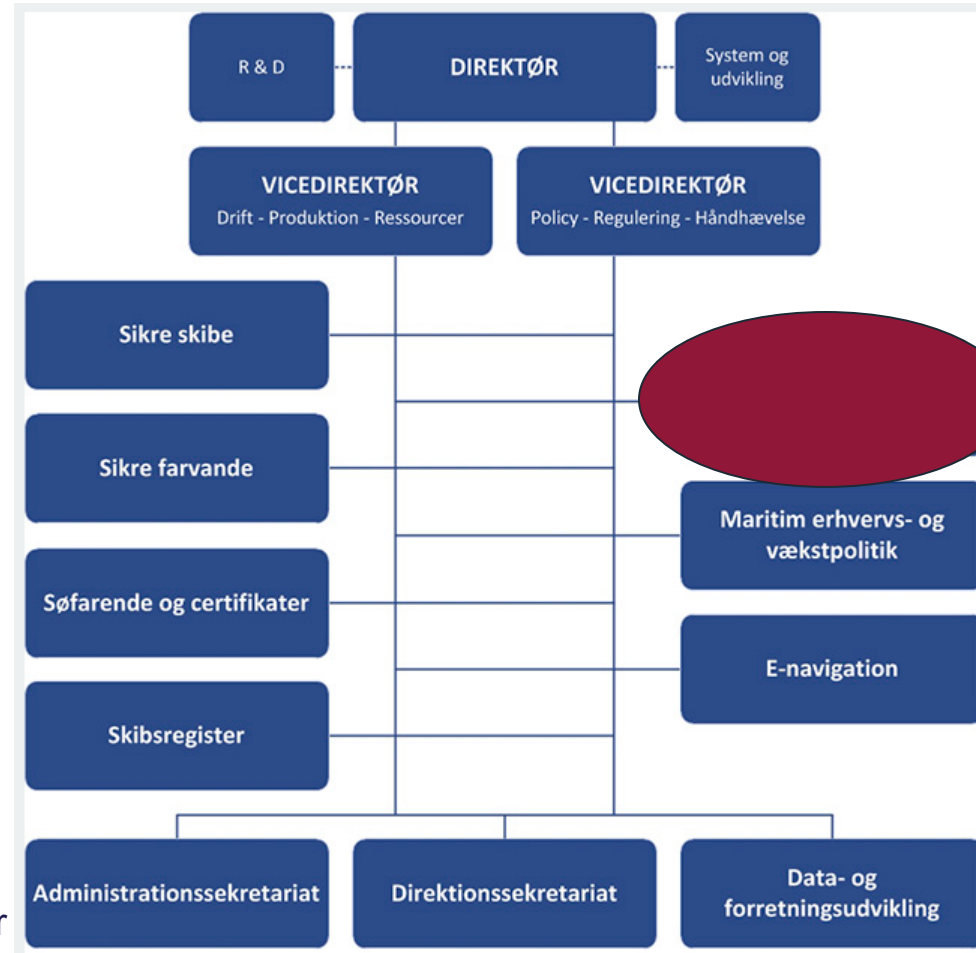 R & D
DIREKTØR
System og
udvikling
VICEDIREKTØR
Drift - Produktion - Ressourcer
VICEDIREKTØR
Policy - Regulering - Håndhævelse
Sikre skibe
Sikre farvande
Maritim erhvervs- og
vækstpolitik
Søfarende og certifikater
E-navigation
Skibsregister
Administrationssekretariat
Direktionssekretariat
Data- og
forretningsudvikling
r